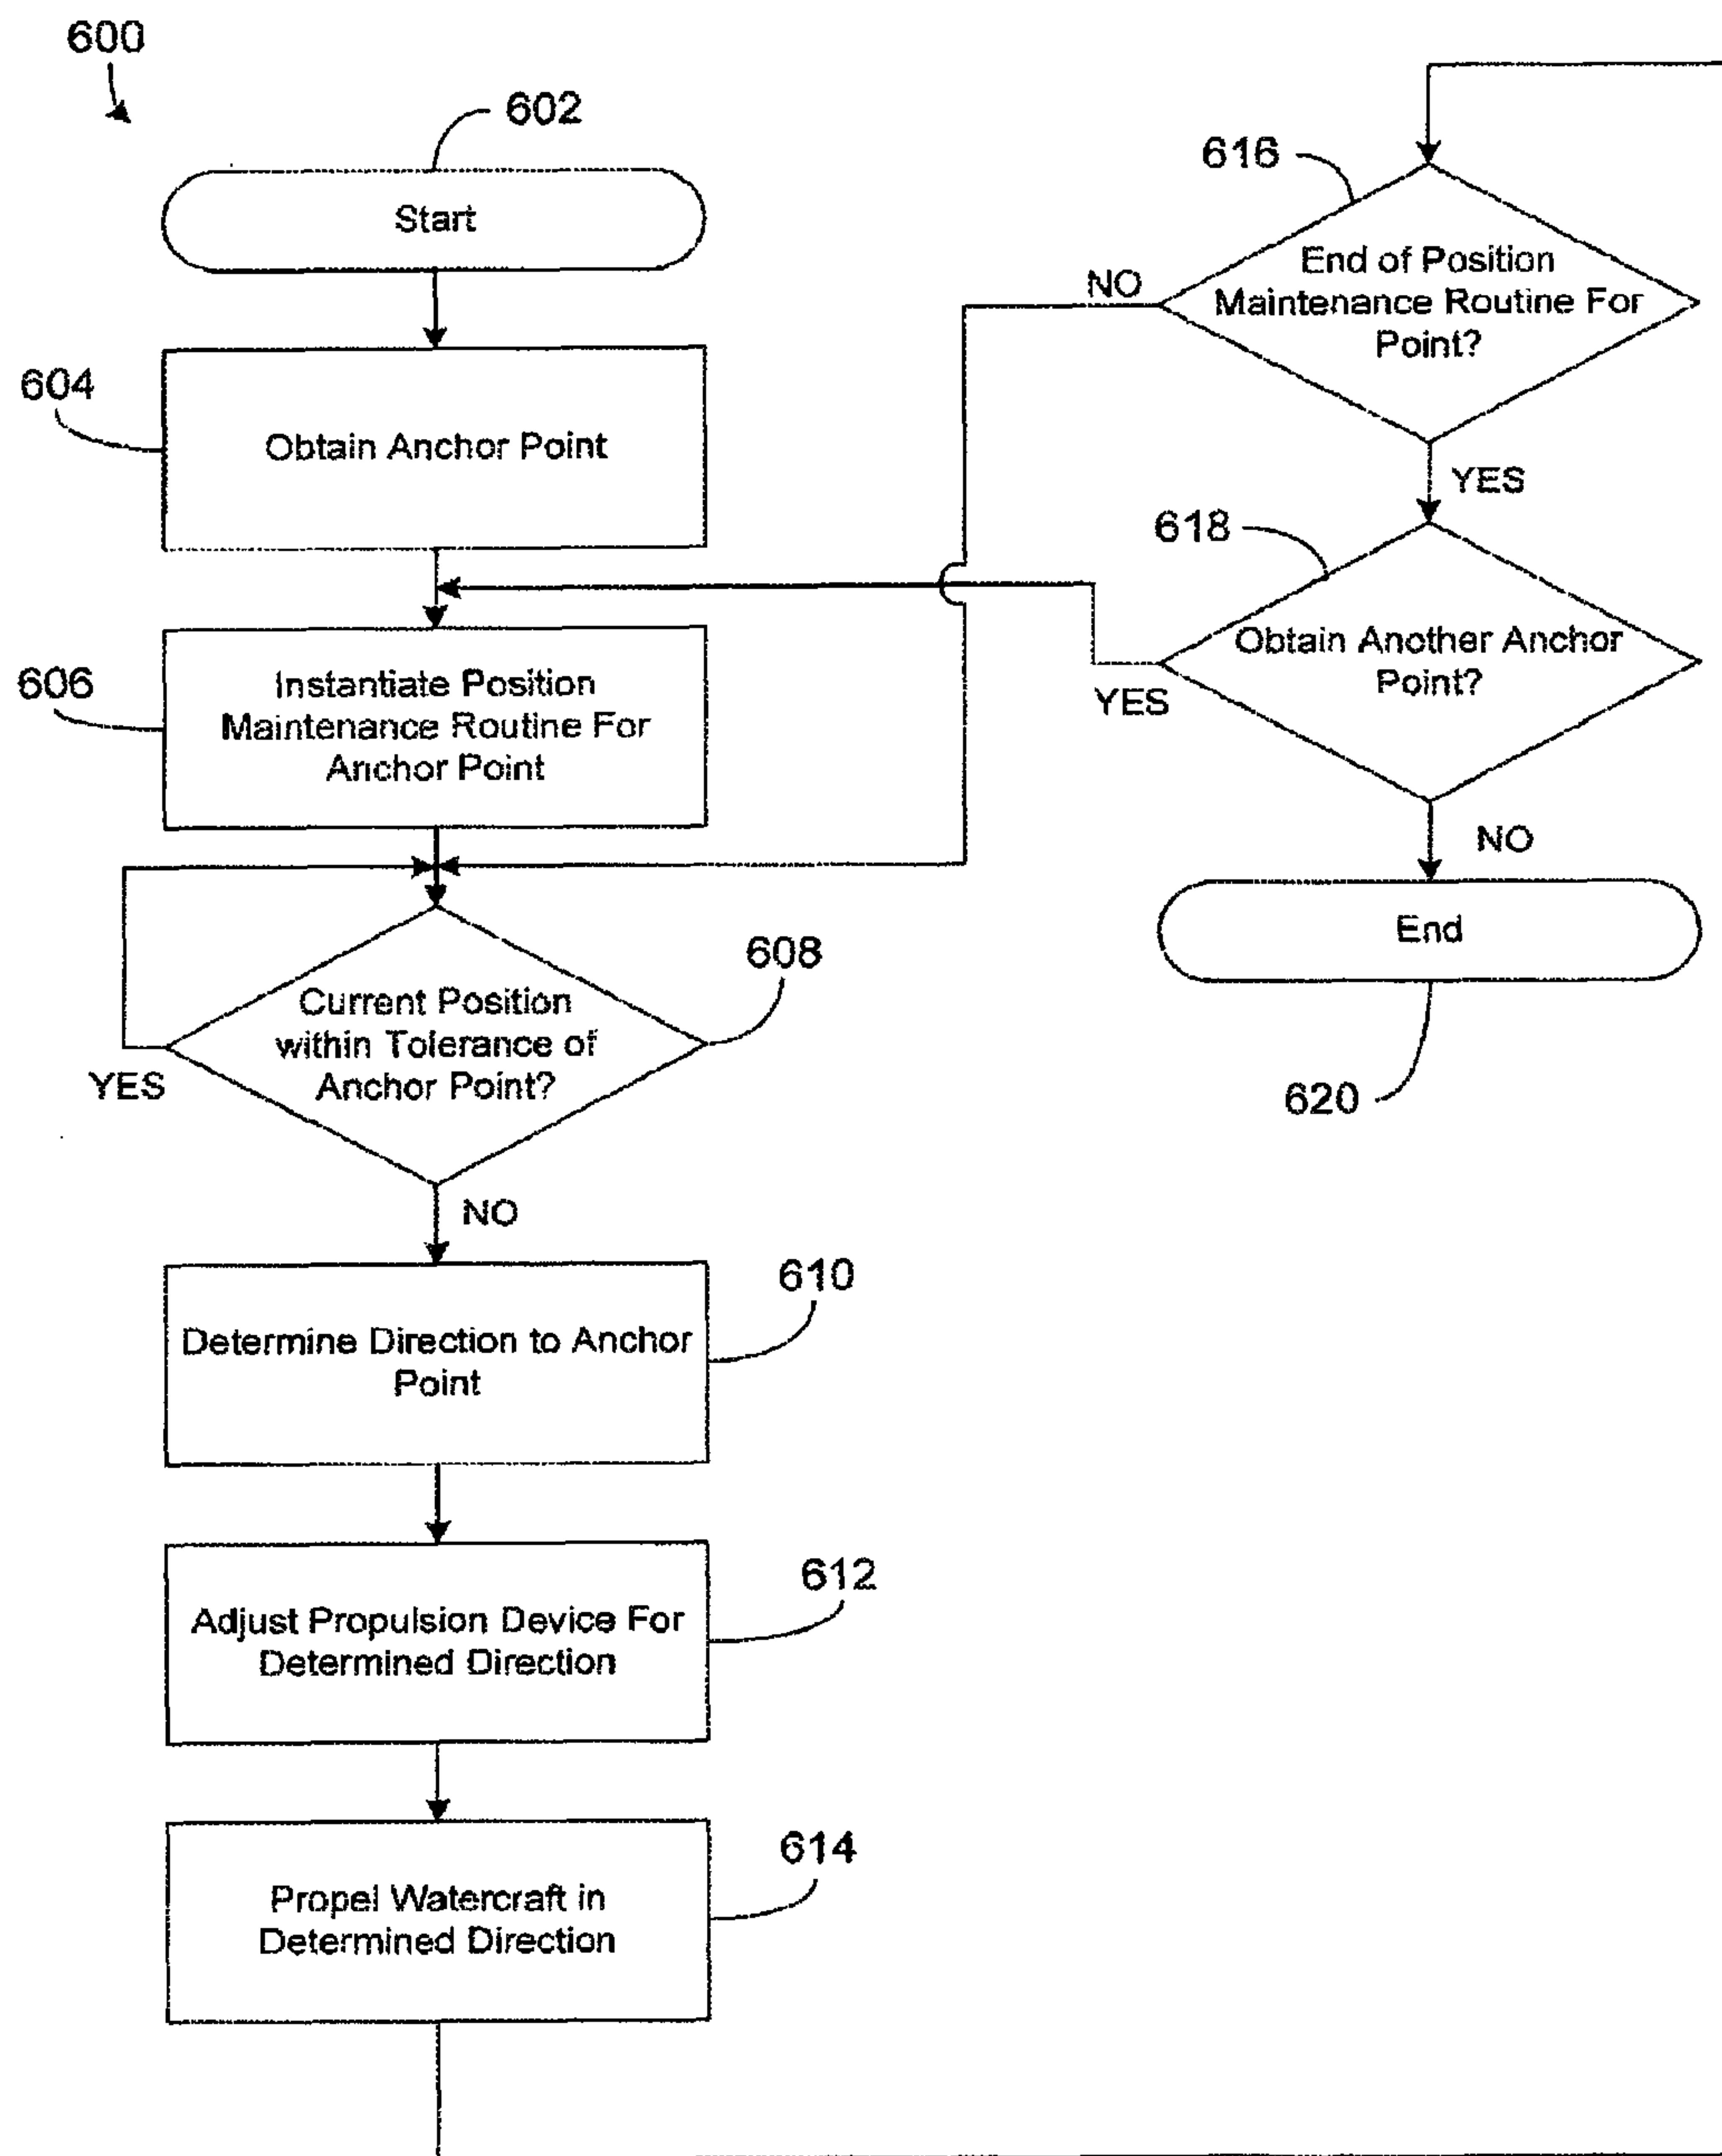 600
602
Start
604
Obtain Anchor Point
606
Instantiate Position
Maintenance Routine For
Anchor Point
Current Position
within Tolerance of
Anchor Point?
608
YES
NO
610
Determine Direction to Anchor
Point
612
Adjust Propulsion Device For
Determined Direction
614
Propel Watercraft in
Determined Direction
616
End of Position
Maintenance Routine For
Point?
NO
YES
618
Obtain Another Anchor
Point?
YES
NO
End
620